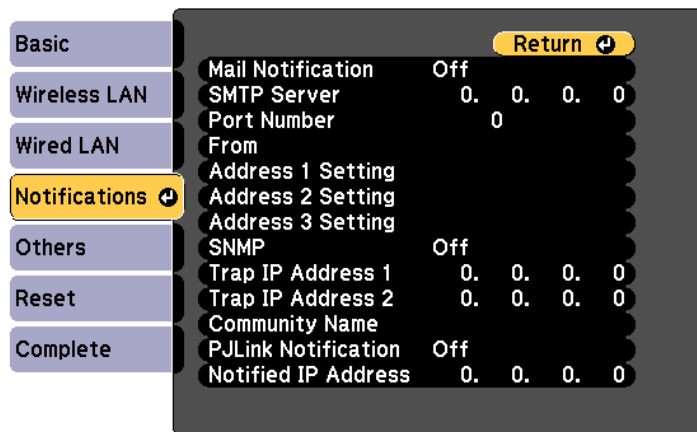 Basic
Wireless LAN
Wired LAN
Notifications
Others
Reset
Complete
Return
Mail Notification Off
SMTP Server 0. 0. 0. 0
Port Number 0
From
Address 1 Setting
Address 2 Setting
Address 3 Setting
SNMP Off
Trap IP Address 1 0. 0. 0. 0
Trap IP Address 2 0. 0. 0. 0
Community Name
PJLink Notification Off
Notified IP Address 0. 0. 0. 0